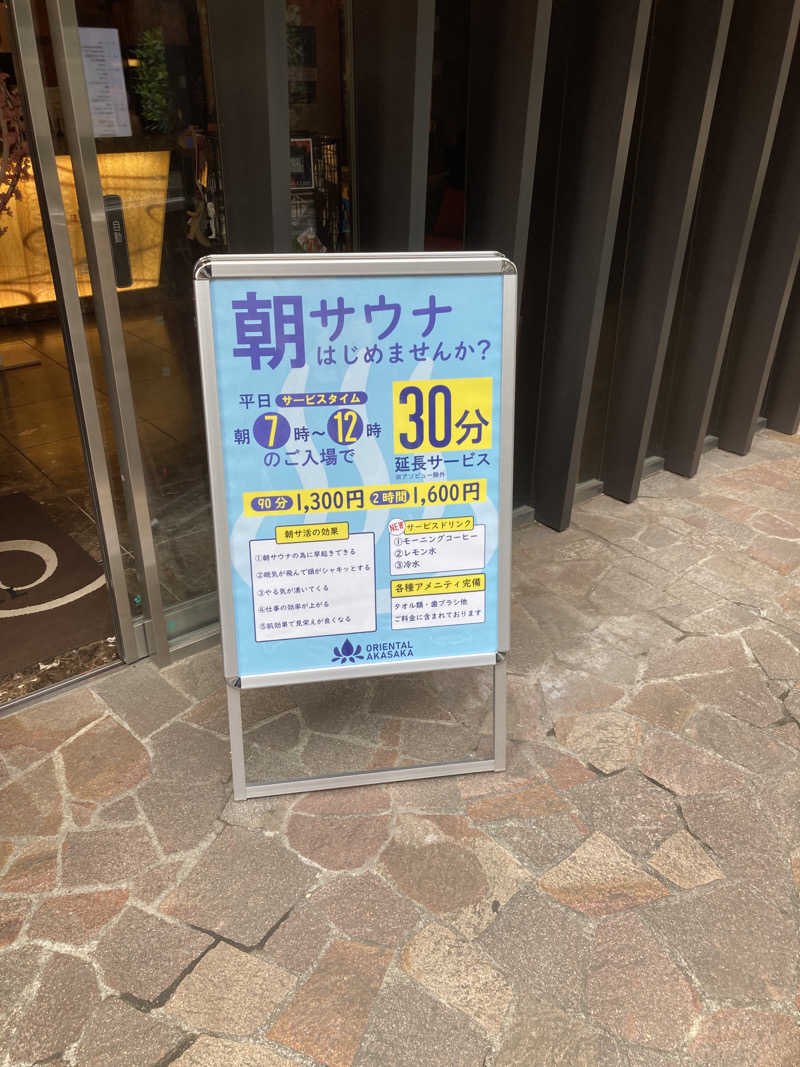 朝サウナ
はじめませんか?
平日 サービスタイム
朝7時〜12時
のご入場で
30分
延長サービス
※アソビュー除外
90分 1,300円 2時間 1,600円
朝サ活の効果
①朝サウナの為に早起きできる
②眠気が飛んで頭がシャキッとする
③やる気が湧いてくる
④仕事の効率が上がる
⑤肌効果で見栄えが良くなる
NEW サービスドリンク
①モーニングコーヒー
②レモン水
③冷水
各種アメニティ完備
タオル類・歯ブラシ他
ご料金に含まれております
ORIENTAL
AKASAKA